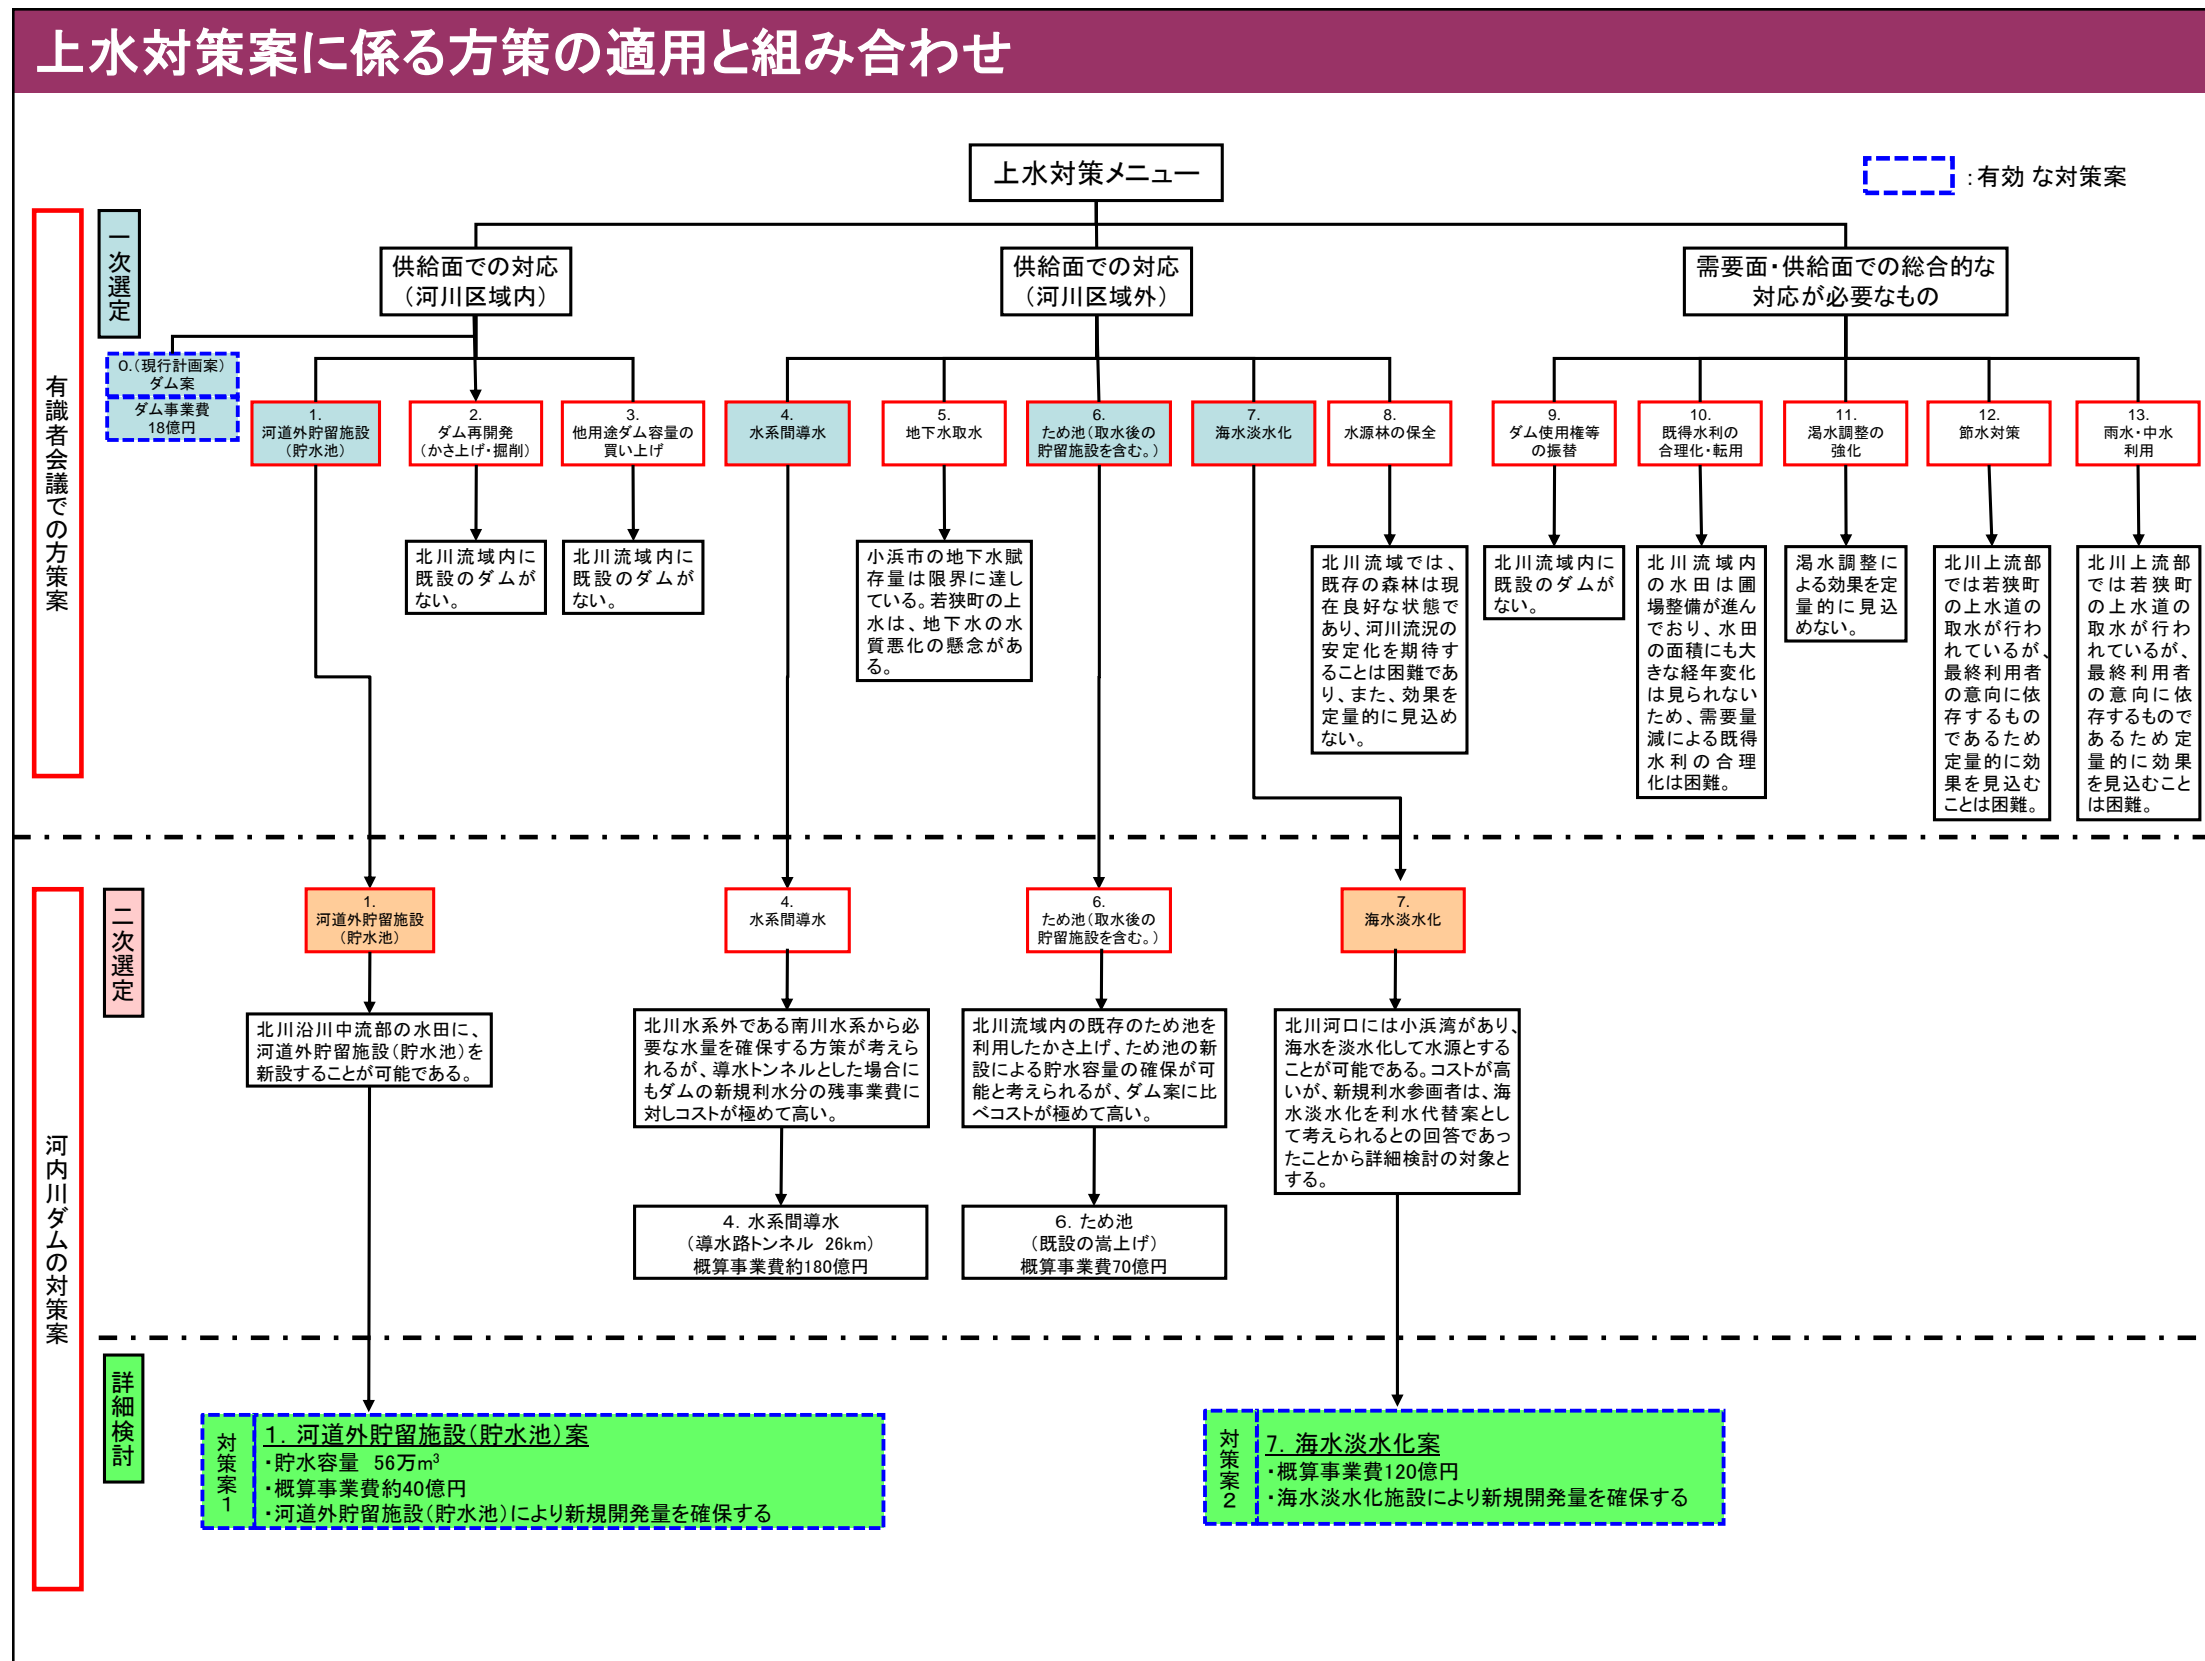 上水対策案に係る方策の適用と組み合わせ
上水対策メニュー
:有効 な対策案
有識者会議での方策案
一次選定
供給面での対応
(河川区域内)
供給面での対応
(河川区域外)
需要面・供給面での総合的な
対応が必要なもの
0.(現行計画案)
ダム案
ダム事業費
18億円
1.
河道外貯留施設
(貯水池)
2.
ダム再開発
(かさ上げ・掘削)
3.
他用途ダム容量の
買い上げ
4.
水系間導水
5.
地下水取水
6.
ため池(取水後の
貯留施設を含む。)
7.
海水淡水化
8.
水源林の保全
9.
ダム使用権等
の振替
10.
既得水利の
合理化・転用
11.
渇水調整の
強化
12.
節水対策
13.
雨水・中水
利用
北川流域内に
既設のダムが
ない。
北川流域内に
既設のダムが
ない。
小浜市の地下水賦
存量は限界に達し
ている。若狭町の上
水は、地下水の水
質悪化の懸念があ
る。
北川流域では、
既存の森林は現
在良好な状態で
あり、河川流況の
安定化を期待す
ることは困難であ
り、また、効果を
定量的に見込め
ない。
北川流域内に
既設のダムが
ない。
北川流域内
の水田は圃
場整備が進ん
でおり、水田
の面積にも大
きな経年変化
は見られない
ため、需要量
減による既得
水利の合理
化は困難。
渇水調整に
よる効果を定
量的に見込
めない。
北川上流部
では若狭町
の上水道の
取水が行わ
れているが、
最終利用者
の意向に依
存するもの
であるため
定量的に効
果を見込む
ことは困難。
北川上流部
では若狭町
の上水道の
取水が行わ
れているが、
最終利用者
の意向に依
存するもので
あるため定
量的に効果
を見込むこと
は困難。
河内川ダムの対策案
二次選定
1.
河道外貯留施設
(貯水池)
4.
水系間導水
6.
ため池(取水後の
貯留施設を含む。)
7.
海水淡水化
北川沿川中流部の水田に、
河道外貯留施設(貯水池)を
新設することが可能である。
北川水系外である南川水系から必
要な水量を確保する方策が考えら
れるが、導水トンネルとした場合に
もダムの新規利水分の残事業費に
対しコストが極めて高い。
北川流域内の既存のため池を
利用したかさ上げ、ため池の新
設による貯水容量の確保が可
能と考えられるが、ダム案に比
べコストが極めて高い。
北川河口には小浜湾があり、
海水を淡水化して水源とする
ことが可能である。コストが高
いが、新規利水参画者は、海
水淡水化を利水代替案とし
て考えられるとの回答であっ
たことから詳細検討の対象と
する。
4. 水系間導水
(導水路トンネル 26km)
概算事業費約180億円
6. ため池
(既設の嵩上げ)
概算事業費70億円
詳細検討
対策案1
1. 河道外貯留施設(貯水池)案
・貯水容量 56万m³
・概算事業費約40億円
・河道外貯留施設(貯水池)により新規開発量を確保する
対策案2
7. 海水淡水化案
・概算事業費120億円
・海水淡水化施設により新規開発量を確保する